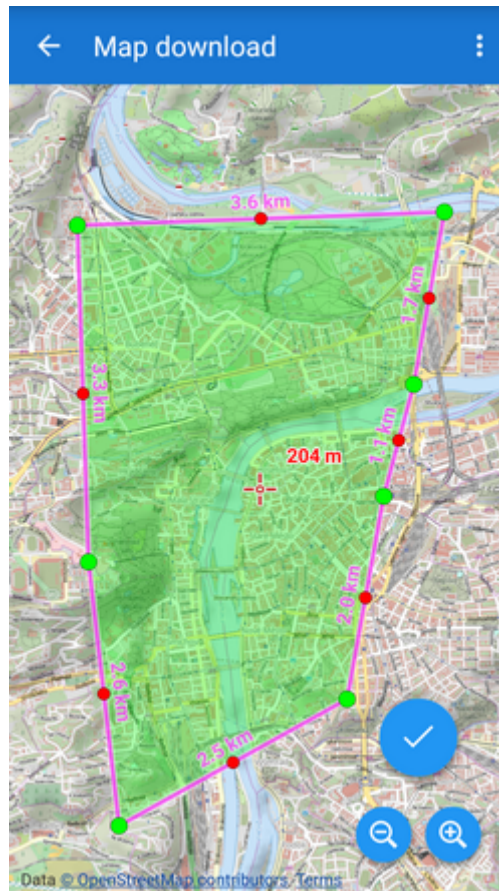 Map download
3.6 km
1.7 km
3.3 km
1.1 km
204 m
2.0 km
2.6 km
2.5 km
Data © OpenStreetMap contributors, Terms